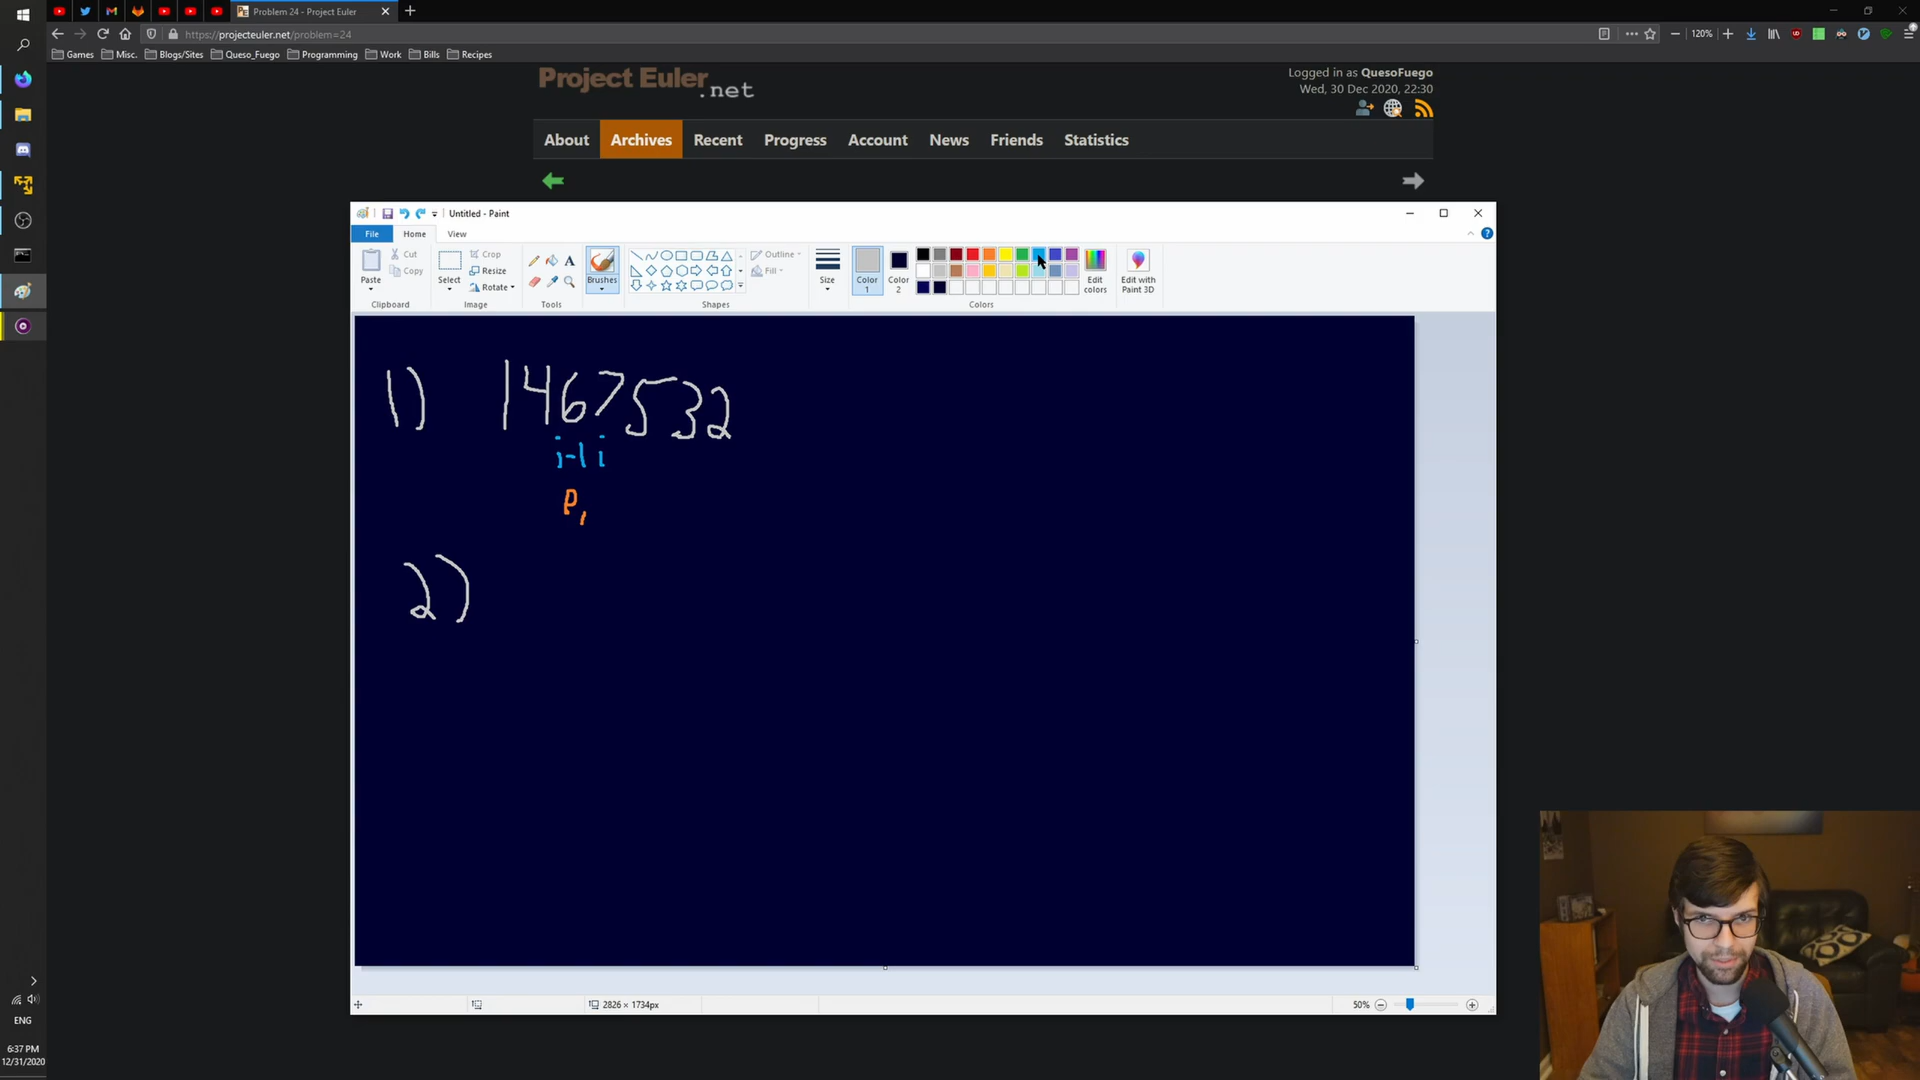 Problem 24 - Project Euler
https://projecteuler.net/problem=24
120%
Games Misc. Blogs/Sites Queso_Fuego Programming Work Bills Recipes
Project Euler
.net
Logged in as QuesoFuego
Wed, 30 Dec 2020, 22:30
About Archives Recent Progress Account News Friends Statistics
Untitled - Paint
File Home View
Paste
Cut
Copy
Clipboard
Select
Crop
Resize
Rotate
Image
A
Tools
Brushes
Outline
Fill
Shapes
Size
Color 1
Color 2
Edit colors
Edit with Paint 3D
Colors
1) 1467532
i-1 i
P1
2)
2826 × 1734px
50%
ENG
6:37 PM
12/31/2020